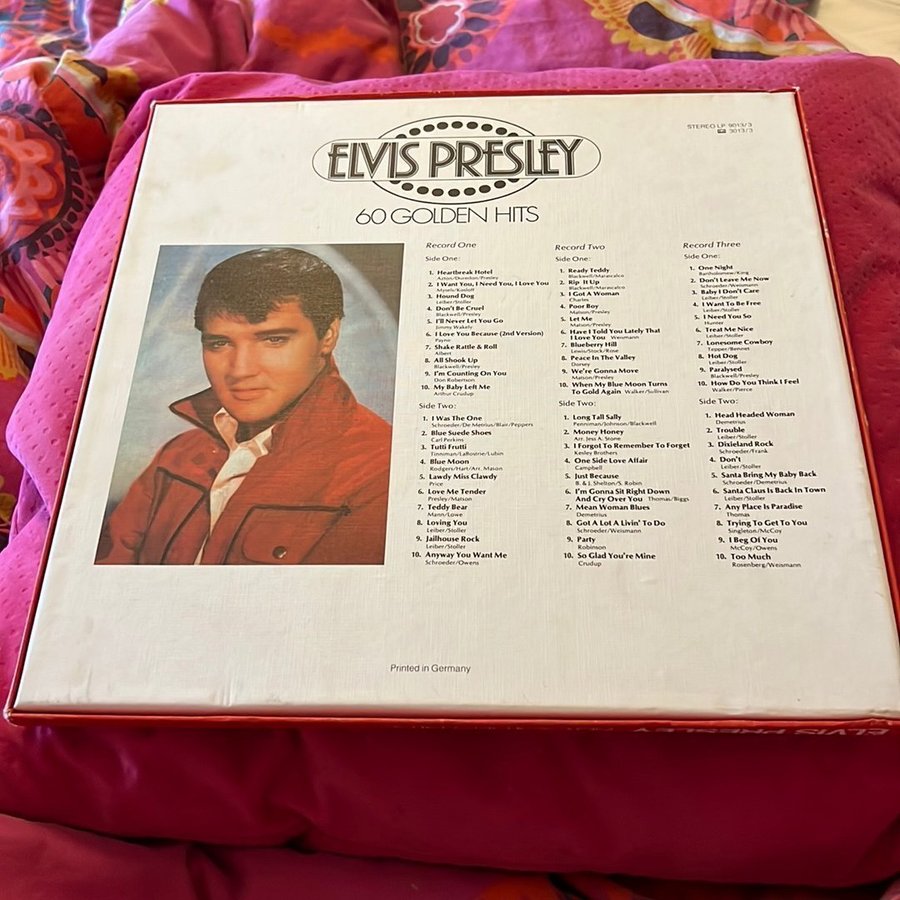 STEREO LP 9013/3
MC 9013/3
ELVIS PRESLEY
60 GOLDEN HITS
Record One
Side One:
1. Heartbreak Hotel
Axton/Durden/Presley
2. I Want You, I Need You, I Love You
Mysels/Kosloff
3. Hound Dog
Leiber/Stoller
4. Don't Be Cruel
Blackwell/Presley
5. I'll Never Let You Go
Jimmy Wakely
6. I Love You Because (2nd Version)
Payne
7. Shake Rattle & Roll
Albert
8. All Shook Up
Blackwell/Presley
9. I'm Counting On You
Don Robertson
10. My Baby Left Me
Arthur Crudup
Side Two:
1. I Was The One
Schroeder/De Metrius/Blair/Peppers
2. Blue Suede Shoes
Carl Perkins
3. Tutti Frutti
Tinniman/LaBostrie/Lubin
4. Blue Moon
Rodgers/Hart/Arr. Mason
5. Lawdy Miss Clawdy
Price
6. Love Me Tender
Presley/Matson
7. Teddy Bear
Mann/Lowe
8. Loving You
Leiber/Stoller
9. Jailhouse Rock
Leiber/Stoller
10. Anyway You Want Me
Schroeder/Owens
Record Two
Side One:
1. Ready Teddy
Blackwell/Marascalco
2. Rip It Up
Blackwell/Marascalco
3. I Got A Woman
Charles
4. Poor Boy
Matson/Presley
5. Let Me
Matson/Presley
6. Have I Told You Lately That
I Love You Weismann
7. Blueberry Hill
Lewis/Stock/Rose
8. Peace In The Valley
Dorsey
9. We're Gonna Move
Matson/Presley
10. When My Blue Moon Turns
To Gold Again Walker/Sullivan
Side Two:
1. Long Tall Sally
Penniman/Johnson/Blackwell
2. Money Honey
Arr. Jess A. Stone
3. I Forgot To Remember To Forget
Kesley Brothers
4. One Side Love Affair
Campbell
5. Just Because
B. & J. Shelton/S. Robin
6. I'm Gonna Sit Right Down
And Cry Over You Thomas/Biggs
7. Mean Woman Blues
Demetrius
8. Got A Lot A Livin' To Do
Schroeder/Weismann
9. Party
Robinson
10. So Glad You're Mine
Crudup
Record Three
Side One:
1. One Night
Bartholomew/King
2. Don't Leave Me Now
Schroeder/Weismann
3. Baby I Don't Care
Leiber/Stoller
4. I Want To Be Free
Leiber/Stoller
5. I Need You So
Hunter
6. Treat Me Nice
Leiber/Stoller
7. Lonesome Cowboy
Tepper/Bennet
8. Hot Dog
Leiber/Stoller
9. Paralysed
Blackwell/Presley
10. How Do You Think I Feel
Walker/Pierce
Side Two:
1. Head Headed Woman
Demetrius
2. Trouble
Leiber/Stoller
3. Dixieland Rock
Schroeder/Frank
4. Don't
Leiber/Stoller
5. Santa Bring My Baby Back
Schroeder/Demetrius
6. Santa Claus Is Back In Town
Leiber/Stoller
7. Any Place Is Paradise
Thomas
8. Trying To Get To You
Singleton/McCoy
9. I Beg Of You
McCoy/Owens
10. Too Much
Rosenberg/Weismann
Printed in Germany
ELVIS PRESLEY